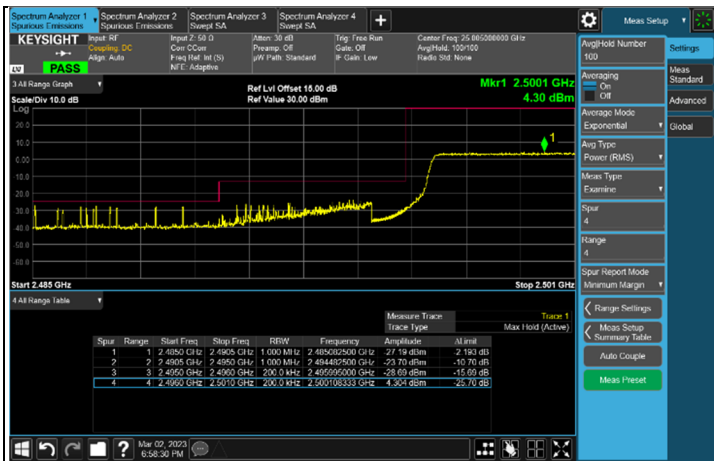 Spectrum Analyzer 1
Spurious Emissions
Spectrum Analyzer 2
Spurious Emissions
Spectrum Analyzer 3
Swept SA
Spectrum Analyzer 4
Swept SA
+
Meas Setup
KEYSIGHT
Input: RF
Coupling: DC
Align: Auto
Input Z: 50 Ω
Corr CCorr
Freq Ref: Int (S)
NFE: Adaptive
Atten: 30 dB
Preamp: Off
µW Path: Standard
Trig: Free Run
Gate: Off
IF Gain: Low
Center Freq: 25.005000000 GHz
Avg|Hold: 100/100
Radio Std: None
LXI
PASS
3 All Range Graph
Scale/Div 10.0 dB
Ref Lvl Offset 15.00 dB
Ref Value 30.00 dBm
Mkr1 2.5001 GHz
4.30 dBm
Log
20.0
10.0
0.00
-10.0
-20.0
-30.0
-40.0
-50.0
-60.0
1
Start 2.485 GHz
Stop 2.501 GHz
4 All Range Table
Measure Trace Trace 1
Trace Type Max Hold (Active)
Spur Range Start Freq Stop Freq RBW Frequency Amplitude ΔLimit
1 1 2.4850 GHz 2.4905 GHz 1.000 MHz 2.485082500 GHz -27.19 dBm -2.193 dB
2 2 2.4905 GHz 2.4950 GHz 1.000 MHz 2.494482500 GHz -23.70 dBm -10.70 dB
3 3 2.4950 GHz 2.4960 GHz 200.0 kHz 2.495995000 GHz -28.69 dBm -15.69 dB
4 4 2.4960 GHz 2.5010 GHz 200.0 kHz 2.500108333 GHz 4.304 dBm -25.70 dB
Avg|Hold Number
100
Averaging
On
Off
Average Mode
Exponential
Avg Type
Power (RMS)
Meas Type
Examine
Spur
4
Range
4
Spur Report Mode
Minimum Margin
Range Settings
Meas Setup
Summary Table
Auto Couple
Meas Preset
Settings
Meas
Standard
Advanced
Global
?
Mar 02, 2023
6:58:30 PM